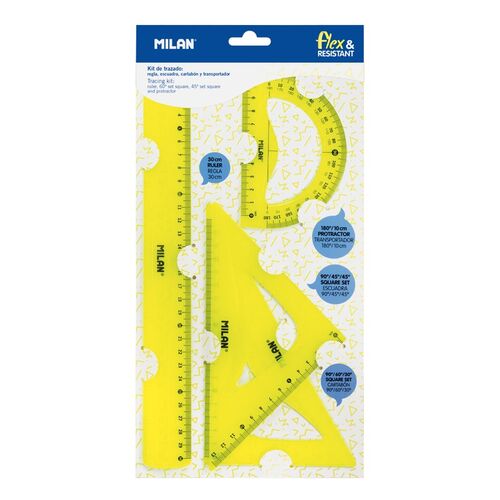 MILAN
flex &
RESISTANT
Kit de trazado:
regla, escuadra, cartabón y transportador
Tracing kit:
ruler, 60° set square, 45° set square
and protractor
30cm
RULER
REGLA
30cm
MILAN
180°/10cm
PROTRACTOR
TRANSPORTADOR
180°/10cm
90°/45°/45°
SQUARE SET
ESCUADRA
90°/45°/45°
MILAN
MILAN
MILAN
90°/60°/30°
SQUARE SET
CARTABÓN
90°/60°/30°